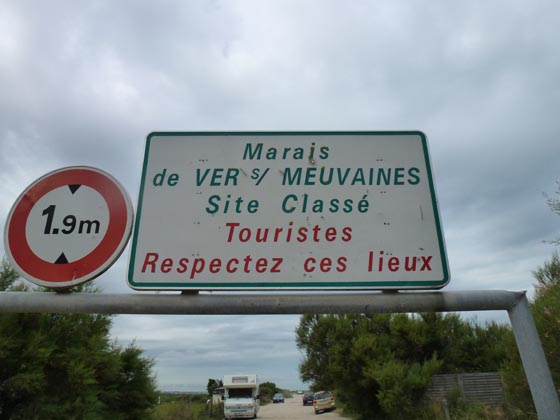 1.9m
Marais
de VER s/ MEUVAINES
Site Classé
Touristes
Respectez ces lieux